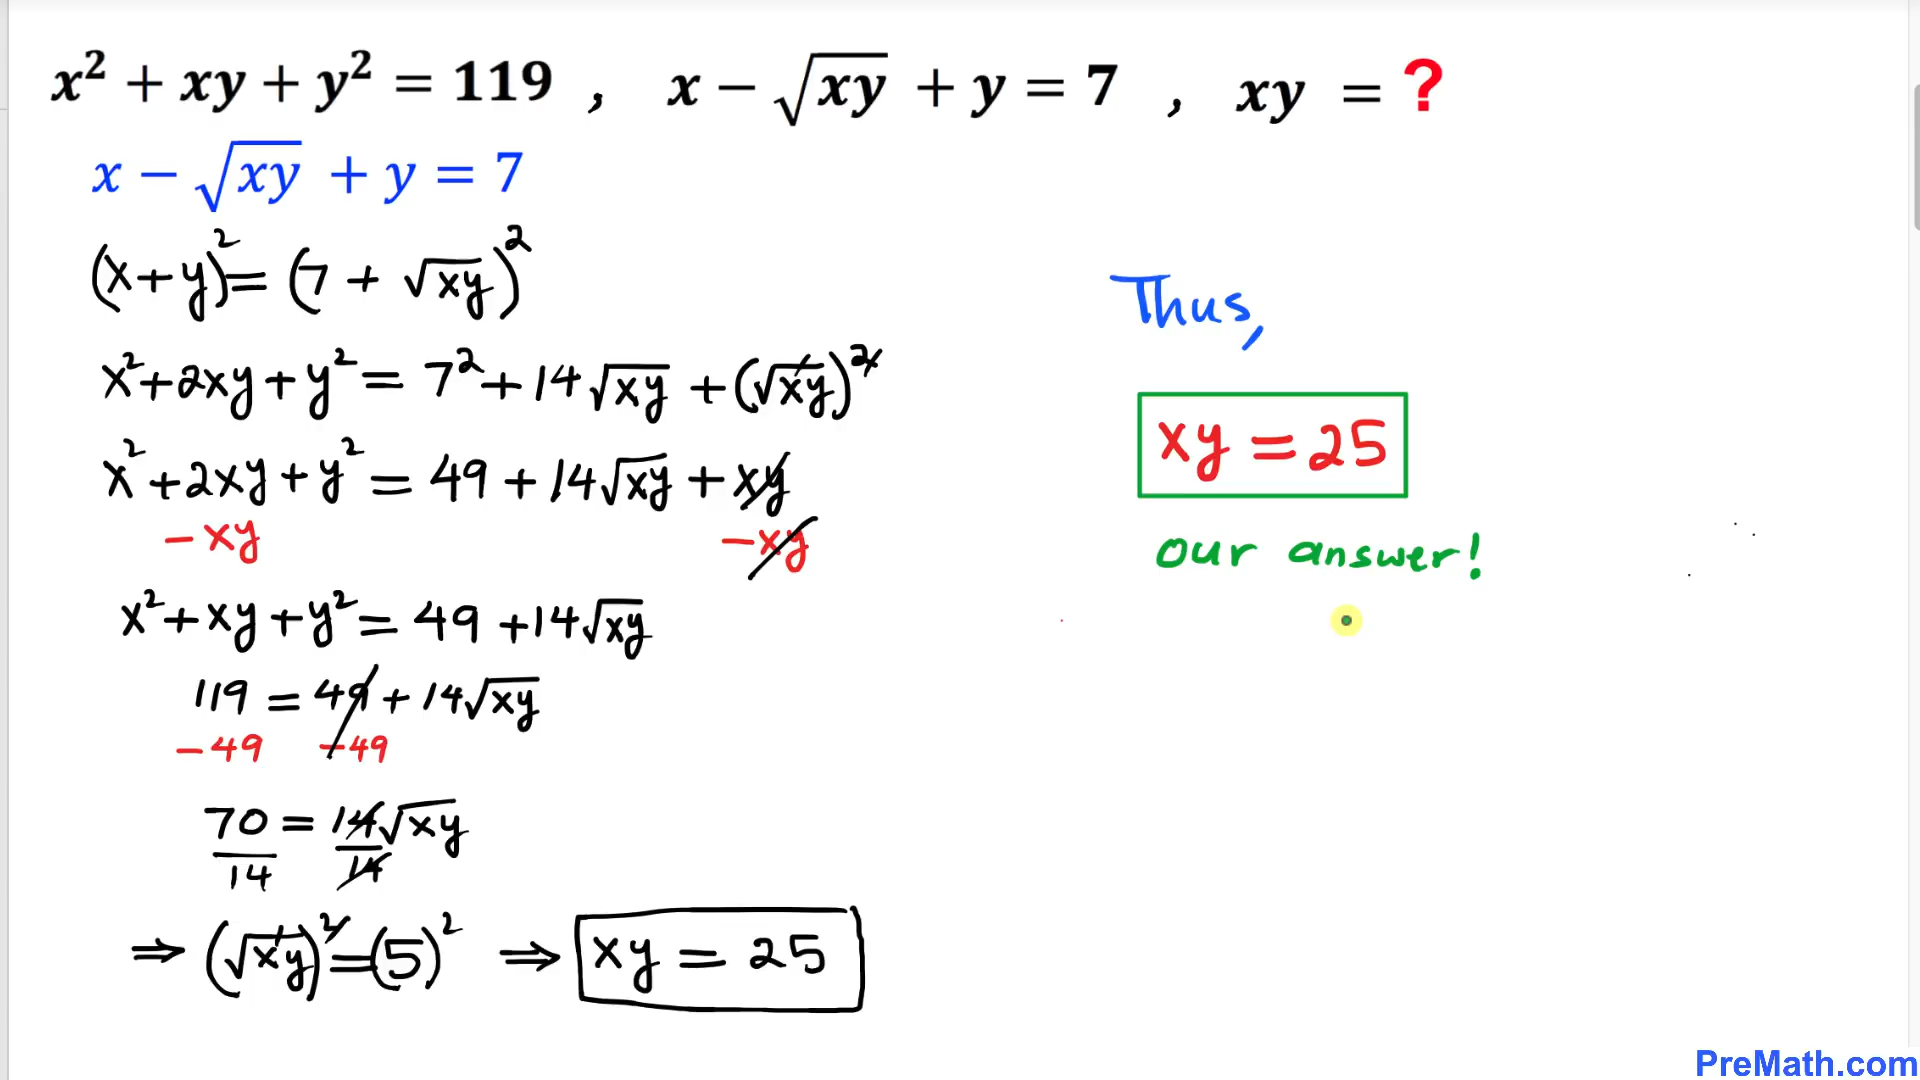 x² + xy + y² = 119 , x − √xy + y = 7 , xy = ?
x − √xy + y = 7
(x+y)² = (7 + √xy)²
x² + 2xy + y² = 7² + 14√xy + (√xy)²
x² + 2xy + y² = 49 + 14√xy + xy
− xy − xy
x² + xy + y² = 49 + 14√xy
119 = 49 + 14√xy
− 49 − 49
70 = 14√xy
14 14
⇒ (√xy)² = (5)² ⇒ xy = 25
Thus,
xy = 25
our answer!
PreMath.com